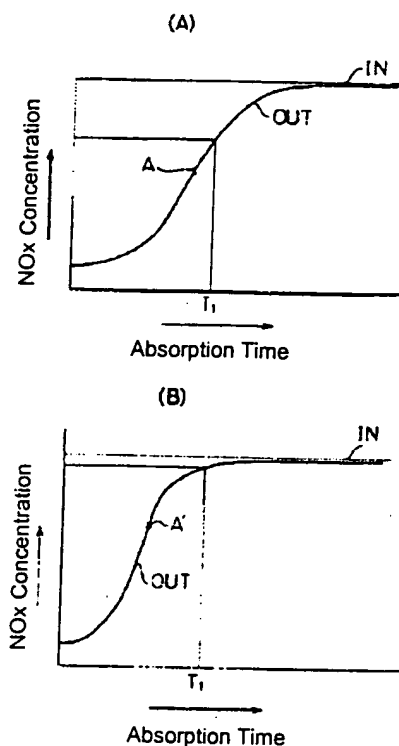 (A)
IN
OUT
A
NOx Concentration
T₁
Absorption Time
(B)
IN
A'
OUT
NOx Concentration
T₁
Absorption Time